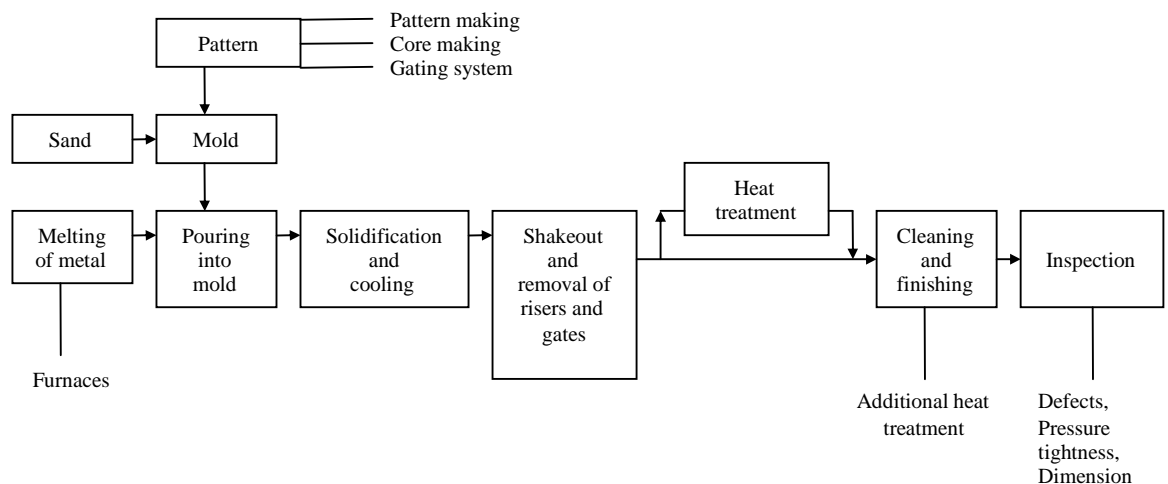 Pattern
Pattern making
Core making
Gating system
Sand
Mold
Melting
of metal
Pouring
into
mold
Solidification
and
cooling
Shakeout
and
removal of
risers and
gates
Heat
treatment
Cleaning
and
finishing
Inspection
Furnaces
Additional heat
treatment
Defects,
Pressure
tightness,
Dimension